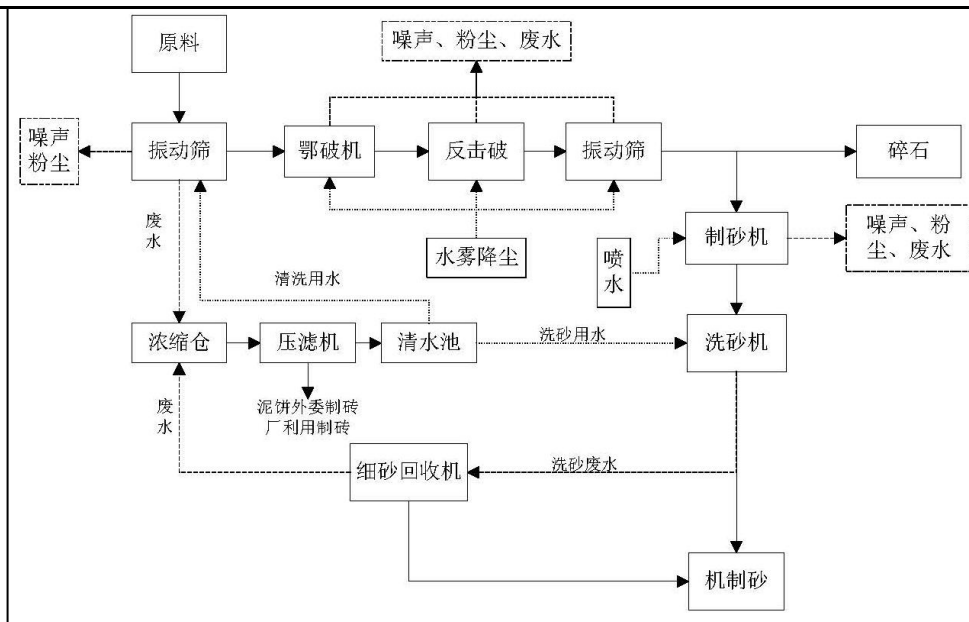 原料
噪声、粉尘、废水
噪声
粉尘
振动筛
鄂破机
反击破
振动筛
碎石
废
水
水雾降尘
喷
水
制砂机
噪声、粉
尘、废水
清洗用水
浓缩仓
压滤机
清水池
洗砂用水
洗砂机
废
水
泥饼外委制砖
厂利用制砖
细砂回收机
洗砂废水
机制砂